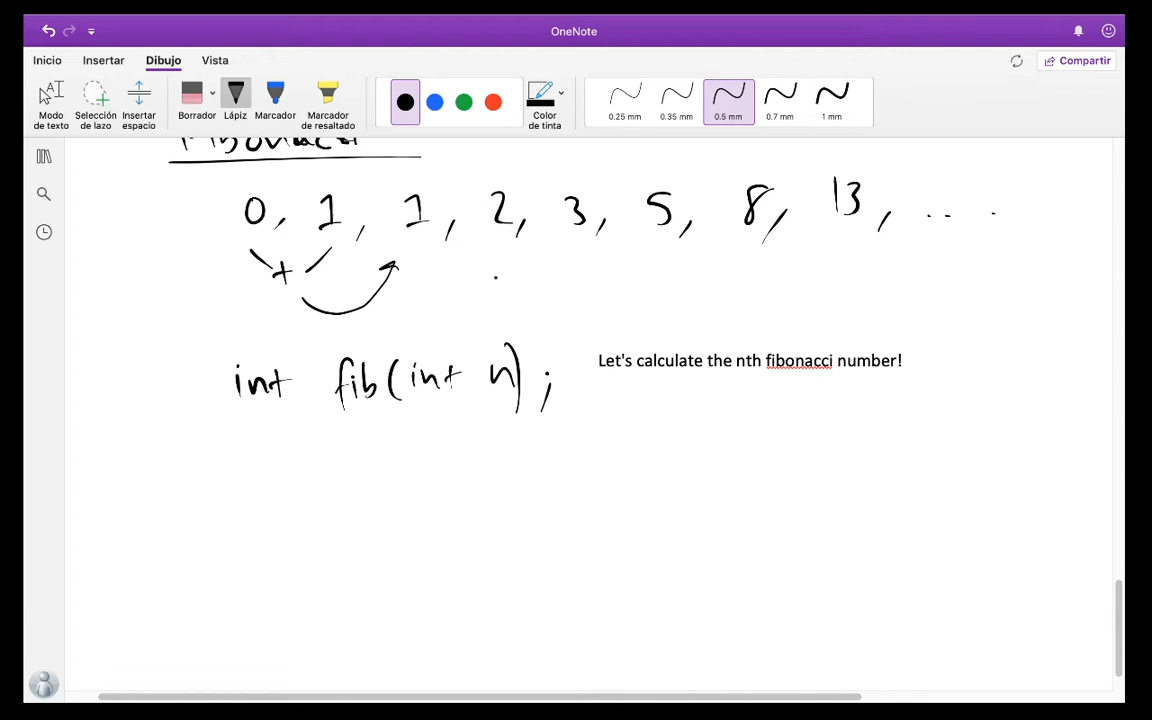 OneNote
Inicio Insertar Dibujo Vista Compartir
Modo de texto Selección de lazo Insertar espacio Borrador Lápiz Marcador Marcador de resaltado Color de tinta 0.25 mm 0.35 mm 0.5 mm 0.7 mm 1 mm
Fibonacci
0, 1, 1, 2, 3, 5, 8, 13, ....
+
int fib(int n);
Let's calculate the nth fibonacci number!